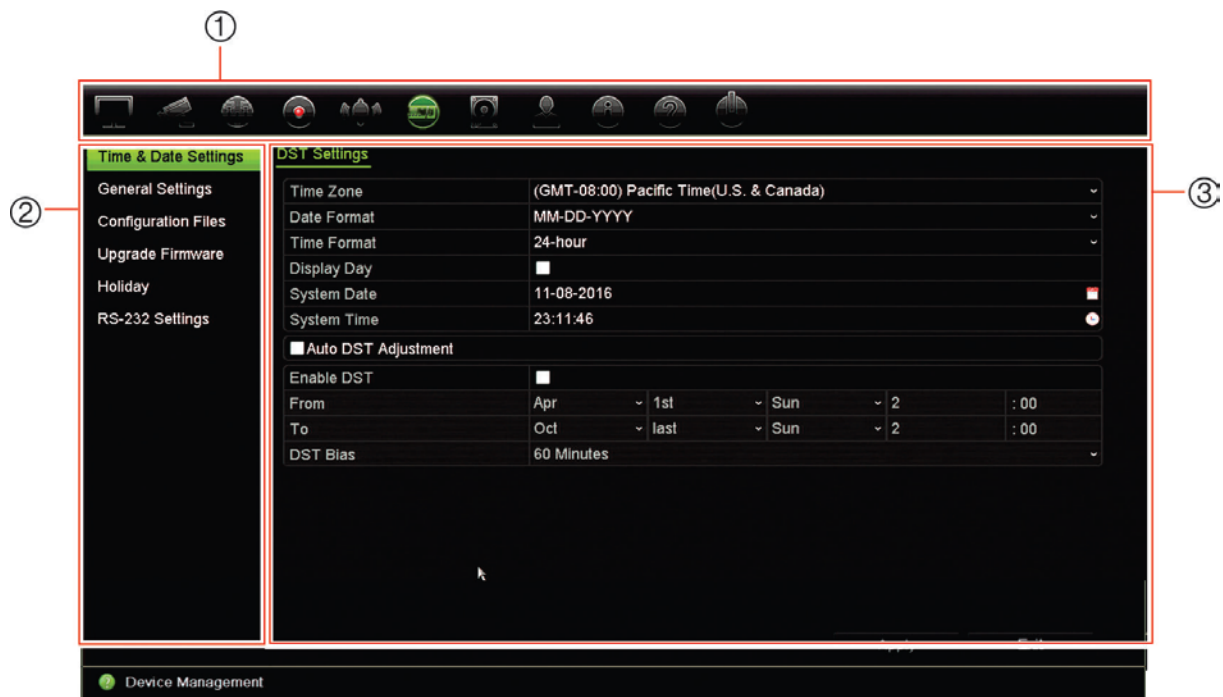 ①
Time & Date Settings
General Settings
Configuration Files
Upgrade Firmware
Holiday
RS-232 Settings
②
DST Settings
Time Zone (GMT-08:00) Pacific Time(U.S. & Canada)
Date Format MM-DD-YYYY
Time Format 24-hour
Display Day
System Date 11-08-2016
System Time 23:11:46
Auto DST Adjustment
Enable DST
From Apr 1st Sun 2 : 00
To Oct last Sun 2 : 00
DST Bias 60 Minutes
③
Device Management